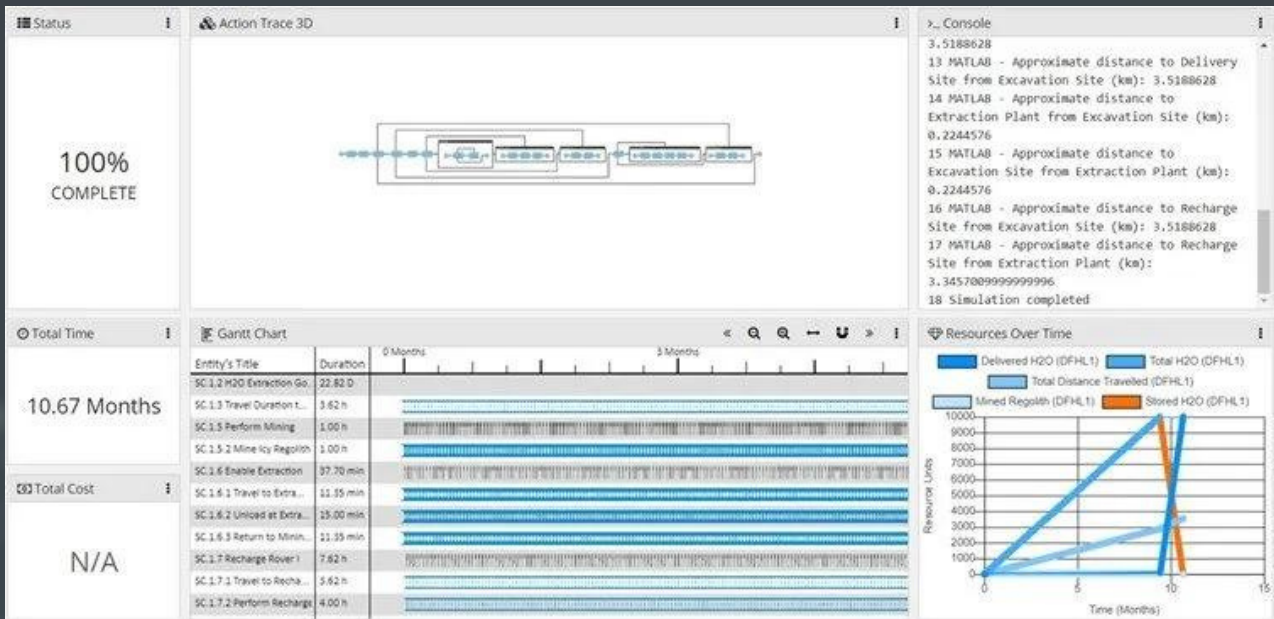 Status
Action Trace 3D
>_ Console
100%
COMPLETE
3.5188628
13 MATLAB - Approximate distance to Delivery
Site from Excavation Site (km): 3.5188628
14 MATLAB - Approximate distance to
Extraction Plant from Excavation Site (km):
0.2244576
15 MATLAB - Approximate distance to
Excavation Site from Extraction Plant (km):
0.2244576
16 MATLAB - Approximate distance to Recharge
Site from Excavation Site (km): 3.5188628
17 MATLAB - Approximate distance to Recharge
Site from Extraction Plant (km):
3.3457009999999996
18 Simulation completed
Total Time
10.67 Months
Total Cost
N/A
Gantt Chart
0 Months
3 Months
Entity's Title Duration
SC.1.2 H2O Extraction Go. 22.82 D
SC.1.3 Travel Duration t... 3.62 h
SC.1.5 Perform Mining 1.00 h
SC.1.5.2 Mine Icy Regolith 1.00 h
SC.1.6 Enable Extraction 37.70 min
SC.1.6.1 Travel to Extra... 11.35 min
SC.1.6.2 Unload at Extra... 15.00 min
SC.1.6.3 Return to Minin... 11.35 min
SC.1.7 Recharge Rover I 7.62 h
SC.1.7.1 Travel to Recha... 3.62 h
SC.1.7.2 Perform Recharge 4.00 h
Resources Over Time
Delivered H2O (DFHL1) Total H2O (DFHL1)
Total Distance Travelled (DFHL1)
Mined Regolith (DFHL1) Stored H2O (DFHL1)
Resource Units
10000
9000
8000
7000
6000
5000
4000
3000
2000
1000
0
0 5 10 15
Time (Months)